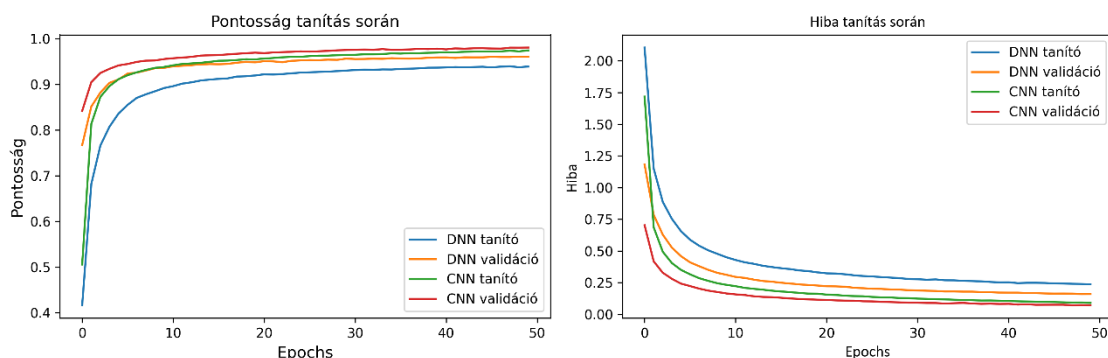 Pontosság tanítás során
1.0
0.9
0.8
0.7
0.6
0.5
0.4
Pontosság
0
10
20
30
40
50
Epochs
DNN tanító
DNN validáció
CNN tanító
CNN validáció
Hiba tanítás során
2.00
1.75
1.50
1.25
1.00
0.75
0.50
0.25
0.00
Hiba
0
10
20
30
40
50
Epochs
DNN tanító
DNN validáció
CNN tanító
CNN validáció